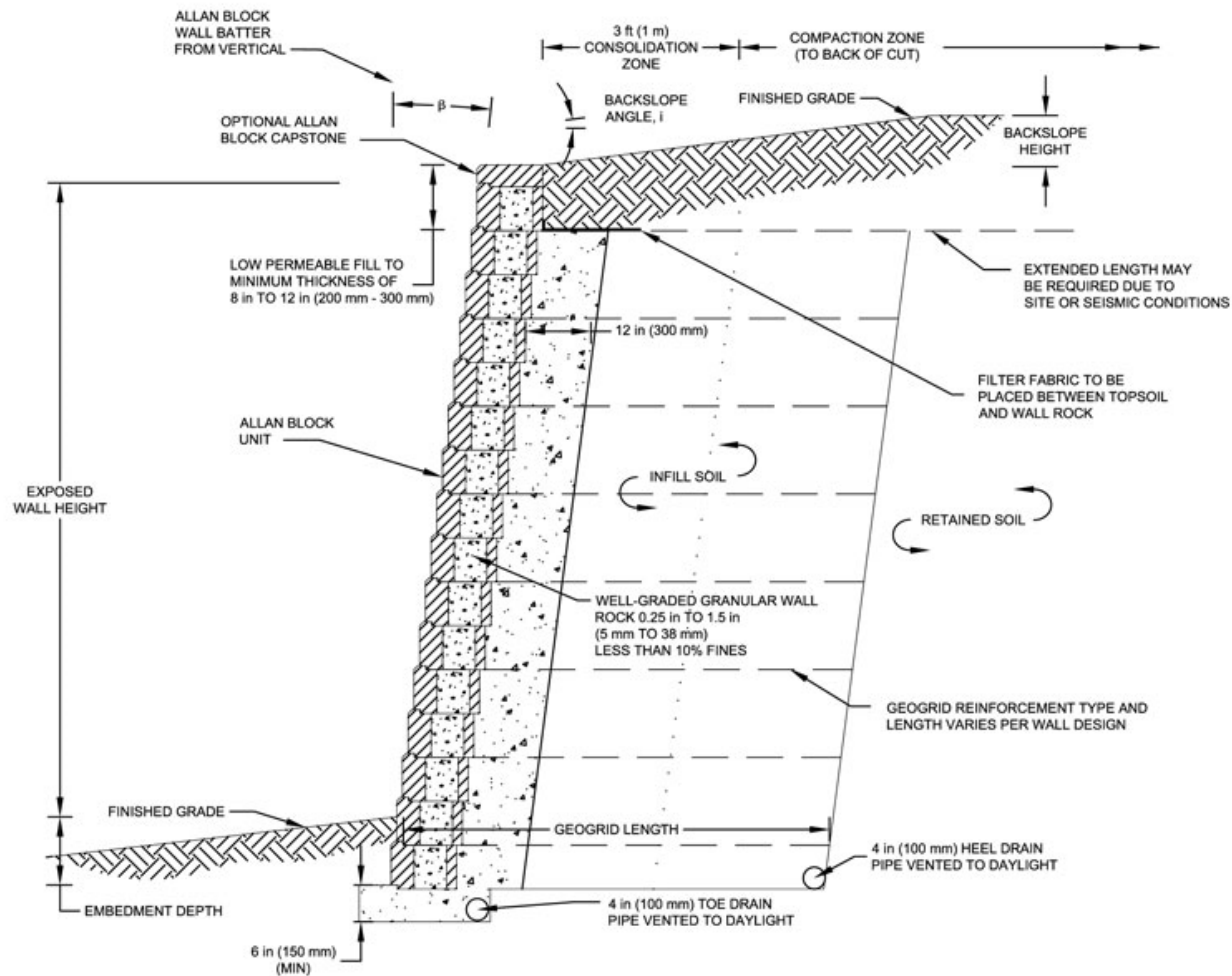 ALLAN BLOCK
WALL BATTER
FROM VERTICAL
3 ft (1 m)
CONSOLIDATION
ZONE
COMPACTION ZONE
(TO BACK OF CUT)
β
BACKSLOPE
ANGLE, i
FINISHED GRADE
BACKSLOPE
HEIGHT
OPTIONAL ALLAN
BLOCK CAPSTONE
LOW PERMEABLE FILL TO
MINIMUM THICKNESS OF
8 in TO 12 in (200 mm - 300 mm)
EXTENDED LENGTH MAY
BE REQUIRED DUE TO
SITE OR SEISMIC CONDITIONS
12 in (300 mm)
FILTER FABRIC TO BE
PLACED BETWEEN TOPSOIL
AND WALL ROCK
ALLAN BLOCK
UNIT
EXPOSED
WALL HEIGHT
INFILL SOIL
RETAINED SOIL
WELL-GRADED GRANULAR WALL
ROCK 0.25 in TO 1.5 in
(5 mm TO 38 mm)
LESS THAN 10% FINES
GEOGRID REINFORCEMENT TYPE AND
LENGTH VARIES PER WALL DESIGN
FINISHED GRADE
GEOGRID LENGTH
4 in (100 mm) HEEL DRAIN
PIPE VENTED TO DAYLIGHT
EMBEDMENT DEPTH
4 in (100 mm) TOE DRAIN
PIPE VENTED TO DAYLIGHT
6 in (150 mm)
(MIN)